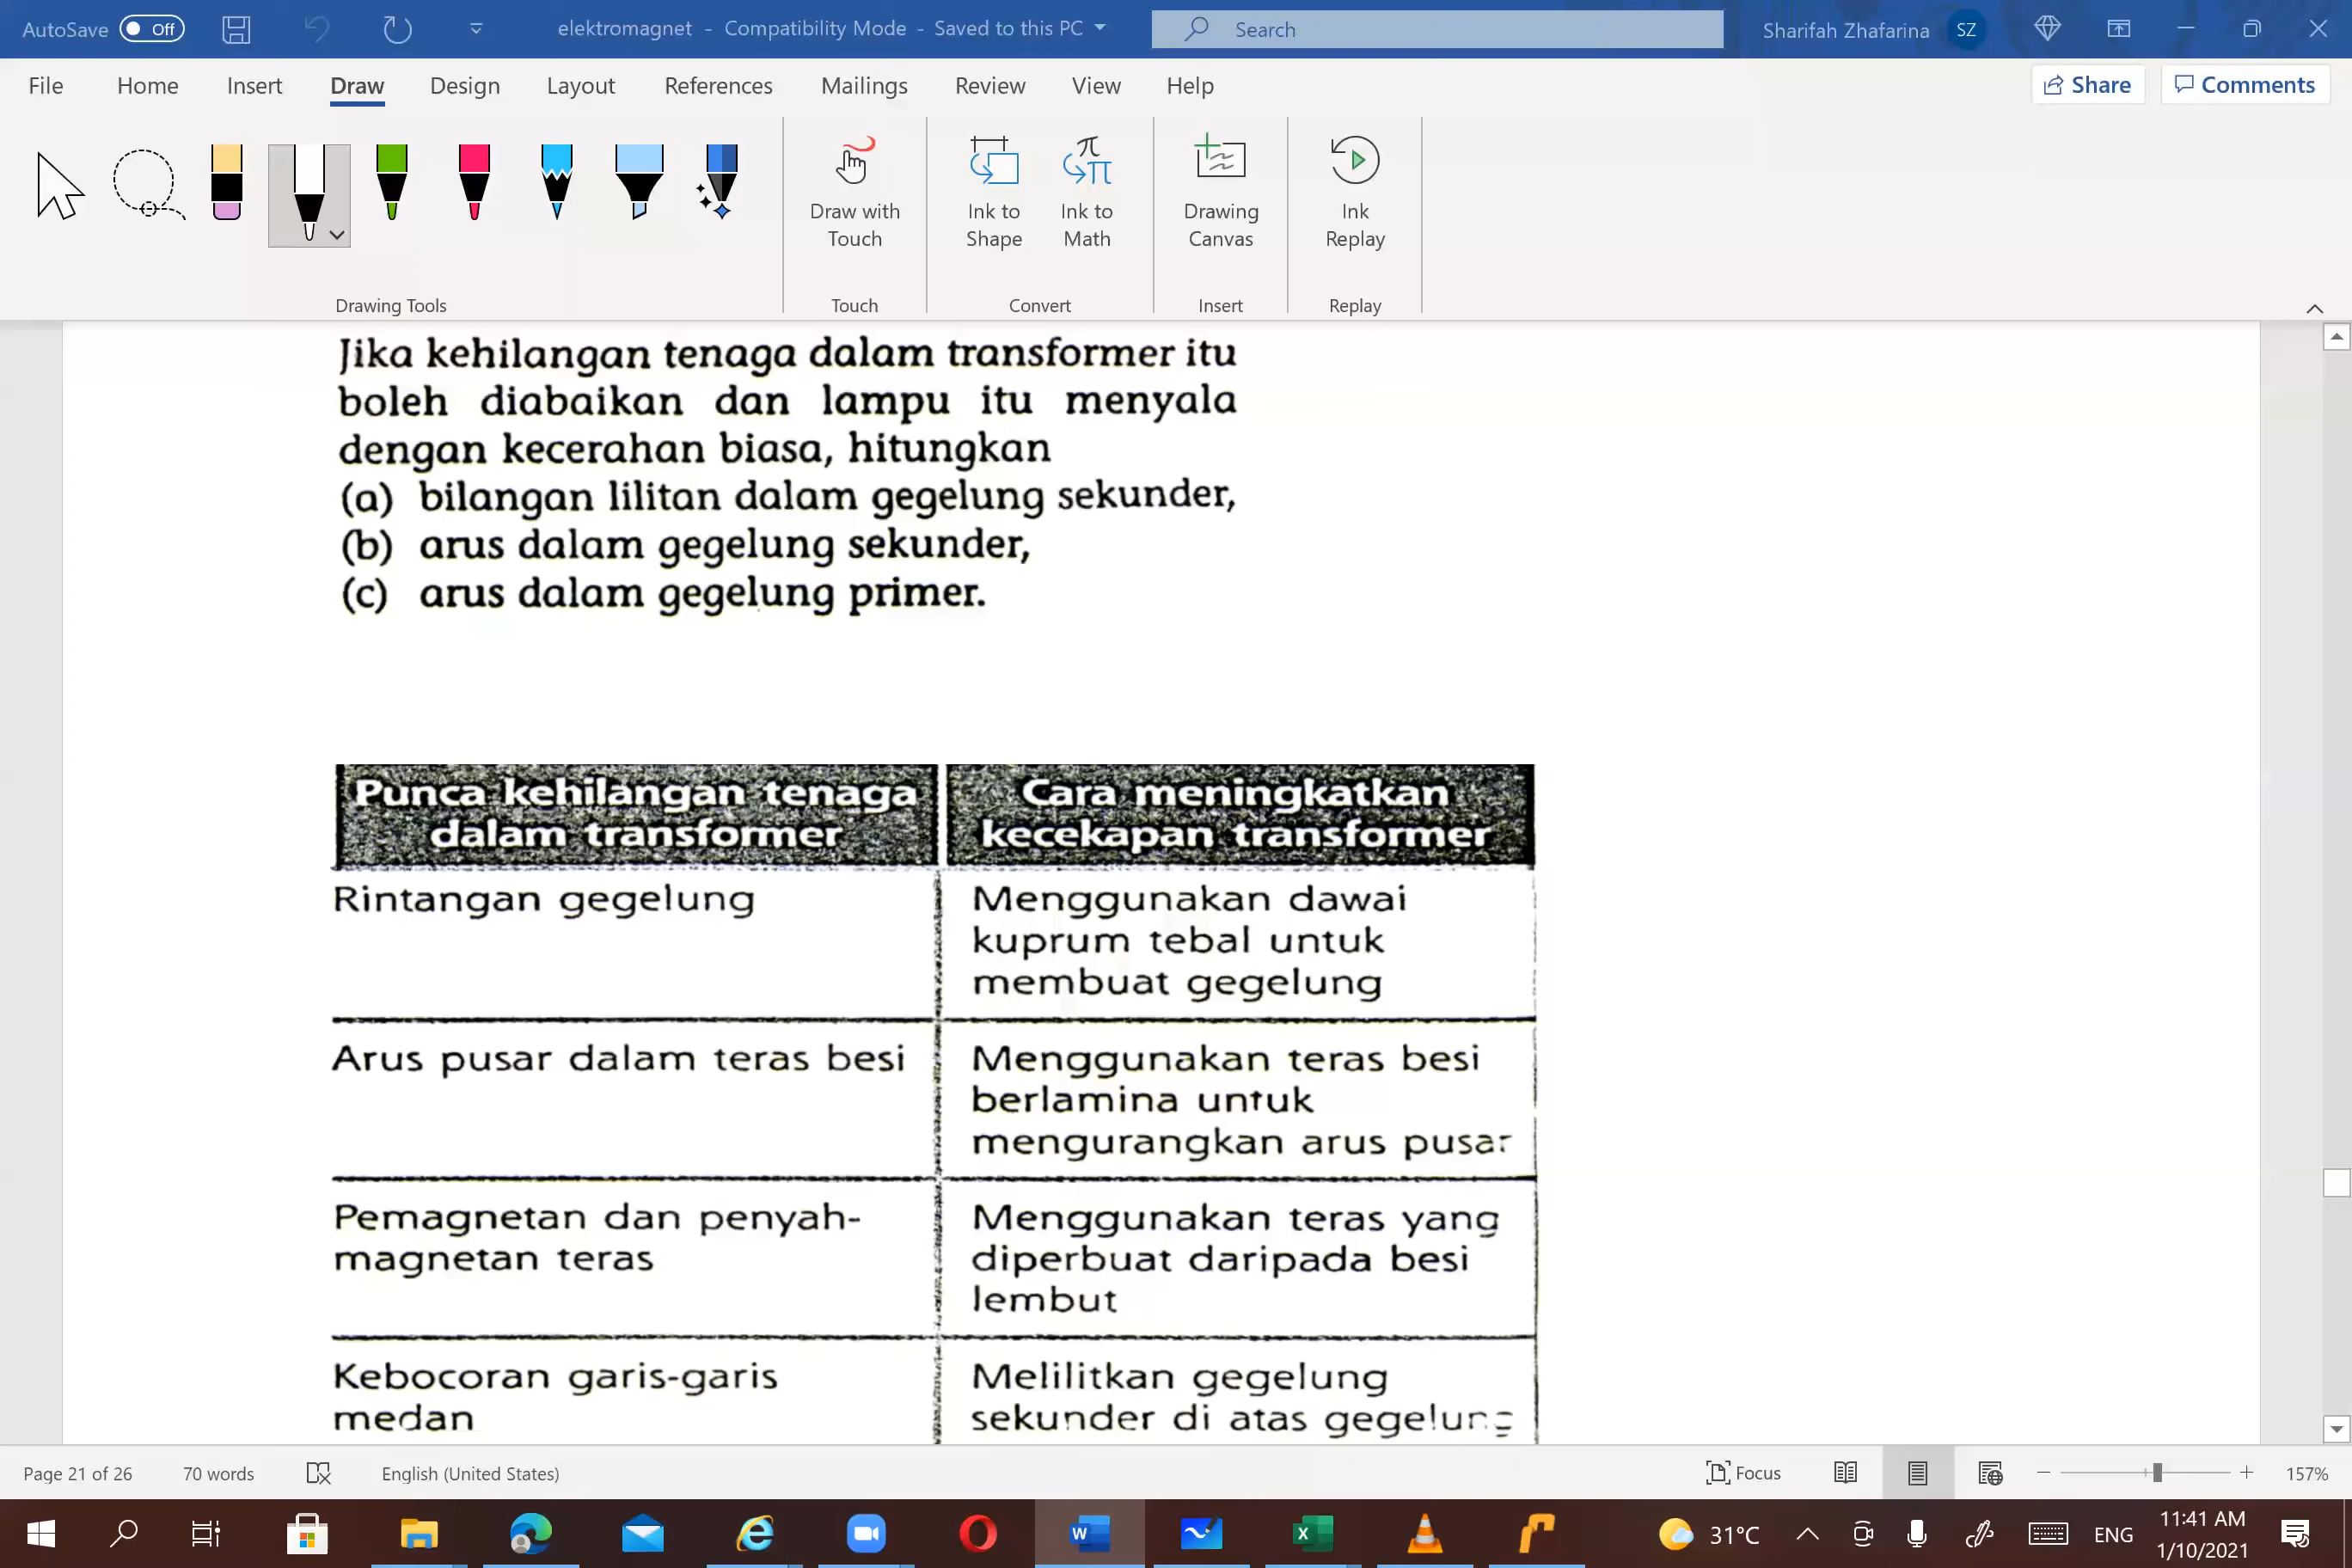 AutoSave Off elektromagnet - Compatibility Mode - Saved to this PC Search Sharifah Zhafarina SZ
File Home Insert Draw Design Layout References Mailings Review View Help Share Comments
Draw with Touch
Ink to Shape
Ink to Math
Drawing Canvas
Ink Replay
Drawing Tools Touch Convert Insert Replay
Jika kehilangan tenaga dalam transformer itu
boleh diabaikan dan lampu itu menyala
dengan kecerahan biasa, hitungkan
(a) bilangan lilitan dalam gegelung sekunder,
(b) arus dalam gegelung sekunder,
(c) arus dalam gegelung primer.
Punca kehilangan tenaga
dalam transformer
Cara meningkatkan
kecekapan transformer
Rintangan gegelung
Menggunakan dawai
kuprum tebal untuk
membuat gegelung
Arus pusar dalam teras besi
Menggunakan teras besi
berlamina untuk
mengurangkan arus pusar
Pemagnetan dan penyah-
magnetan teras
Menggunakan teras yang
diperbuat daripada besi
lembut
Kebocoran garis-garis
medan
Melilitkan gegelung
sekunder di atas gegelung
Page 21 of 26 70 words English (United States) Focus 157%
31°C ENG 11:41 AM
1/10/2021